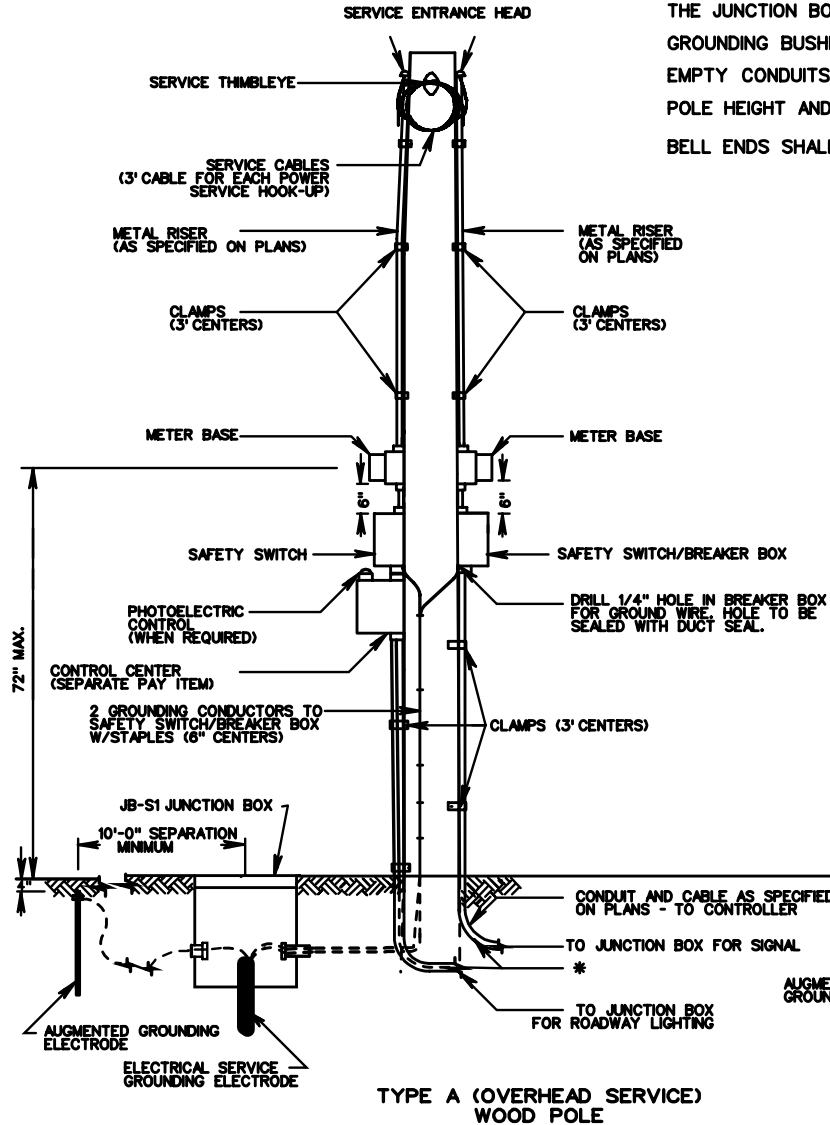 SERVICE ENTRANCE HEAD
THE JUNCTION BO
GROUNDING BUSH
EMPTY CONDUITS
POLE HEIGHT AND
BELL ENDS SHAL
SERVICE THIMBLEYE
SERVICE CABLES
(3' CABLE FOR EACH POWER
SERVICE HOOK-UP)
METAL RISER
(AS SPECIFIED ON PLANS)
METAL RISER
(AS SPECIFIED
ON PLANS)
CLAMPS
(3' CENTERS)
CLAMPS
(3' CENTERS)
METER BASE
METER BASE
6"
6"
SAFETY SWITCH
SAFETY SWITCH/BREAKER BOX
72" MAX.
PHOTOELECTRIC
CONTROL
(WHEN REQUIRED)
DRILL 1/4" HOLE IN BREAKER BOX
FOR GROUND WIRE. HOLE TO BE
SEALED WITH DUCT SEAL.
CONTROL CENTER
(SEPARATE PAY ITEM)
2 GROUNDING CONDUCTORS TO
SAFETY SWITCH/BREAKER BOX
W/STAPLES (6" CENTERS)
CLAMPS (3' CENTERS)
JB-S1 JUNCTION BOX
10'-0" SEPARATION
MINIMUM
4"
CONDUIT AND CABLE AS SPECIFIED
ON PLANS - TO CONTROLLER
TO JUNCTION BOX FOR SIGNAL
*
AUGME
GROUN
TO JUNCTION BOX
FOR ROADWAY LIGHTING
AUGMENTED GROUNDING
ELECTRODE
ELECTRICAL SERVICE
GROUNDING ELECTRODE
TYPE A (OVERHEAD SERVICE)
WOOD POLE